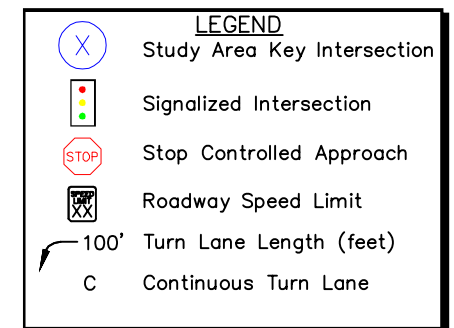 LEGEND
X Study Area Key Intersection
Signalized Intersection
STOP Stop Controlled Approach
SPEED LIMIT XX Roadway Speed Limit
100' Turn Lane Length (feet)
C Continuous Turn Lane